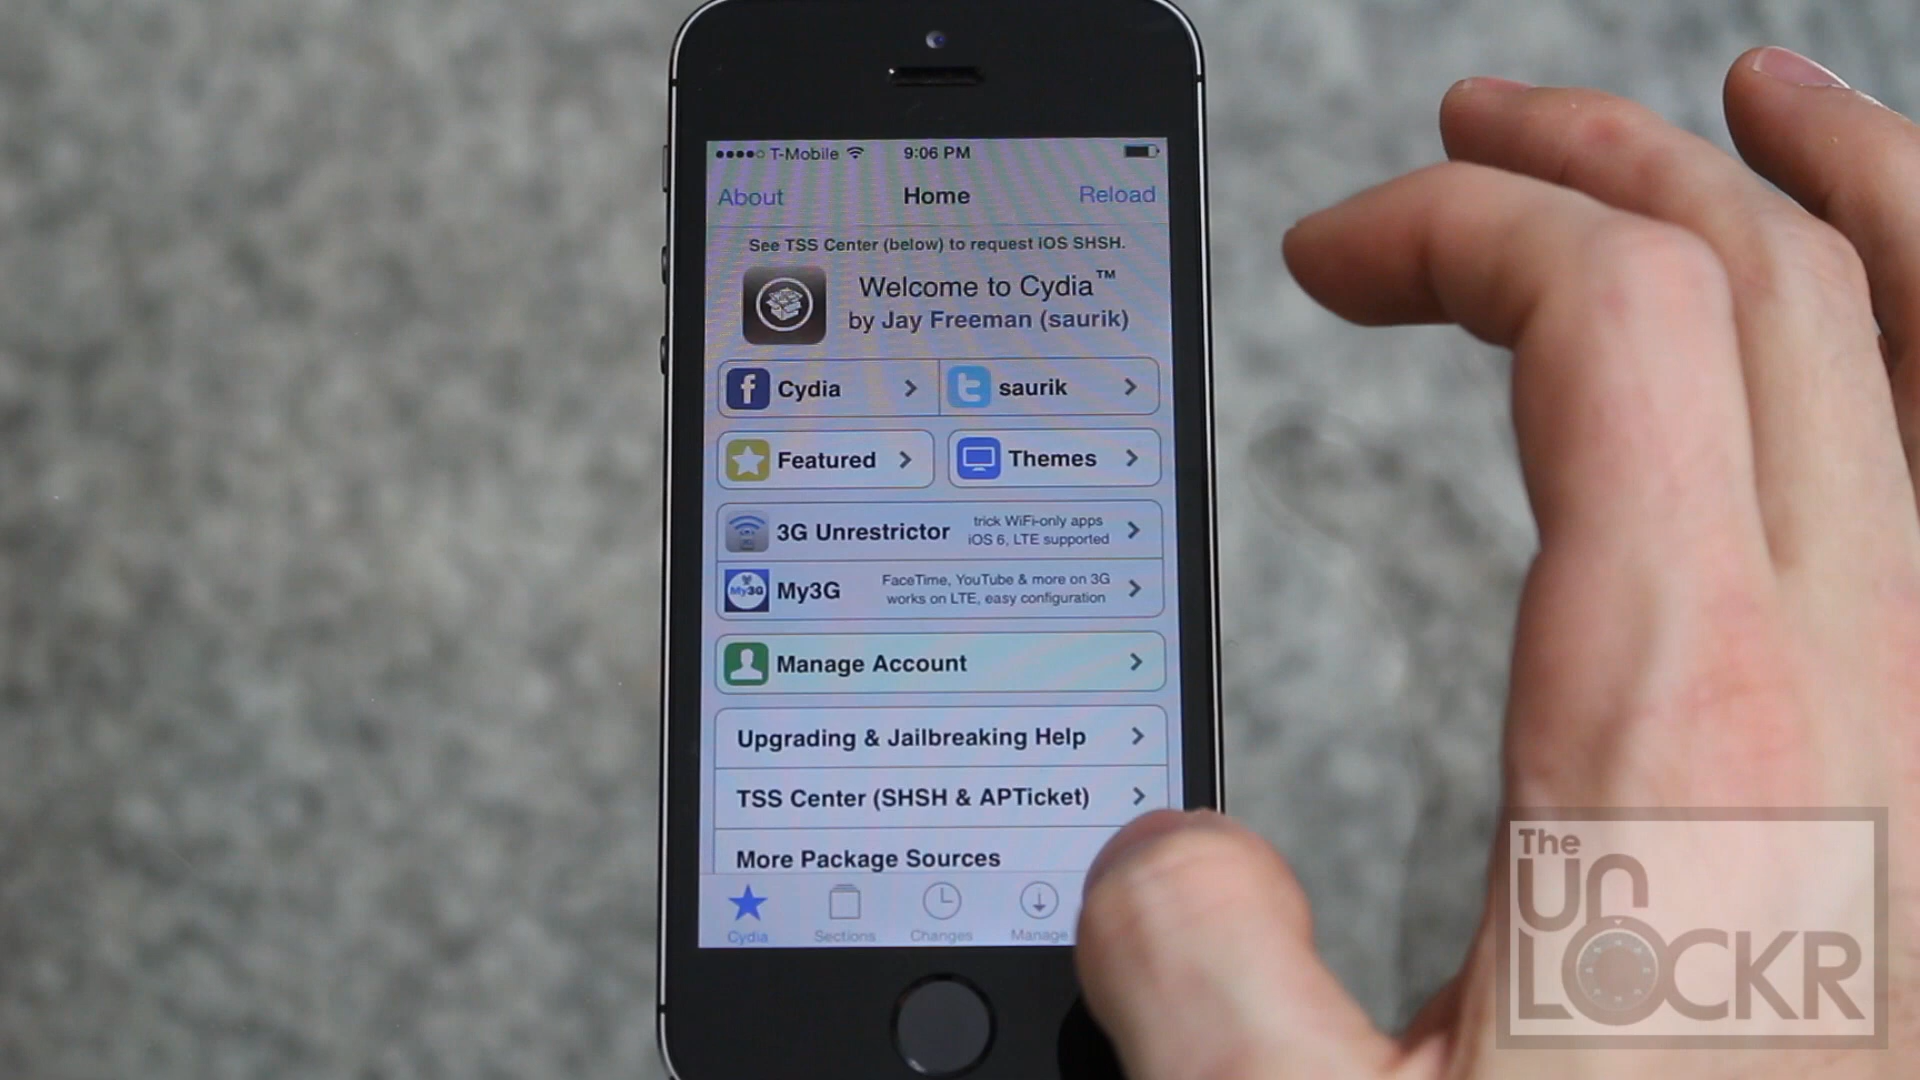 T-Mobile 9:06 PM
About Home Reload
See TSS Center (below) to request iOS SHSH.
Welcome to Cydia™
by Jay Freeman (saurik)
Cydia
saurik
Featured
Themes
3G Unrestrictor
trick WiFi-only apps
iOS 6, LTE supported
My3G
My3G
FaceTime, YouTube & more on 3G
works on LTE, easy configuration
Manage Account
Upgrading & Jailbreaking Help
TSS Center (SHSH & APTicket)
More Package Sources
Cydia Sections Changes Manage
The
UN
LOCKR